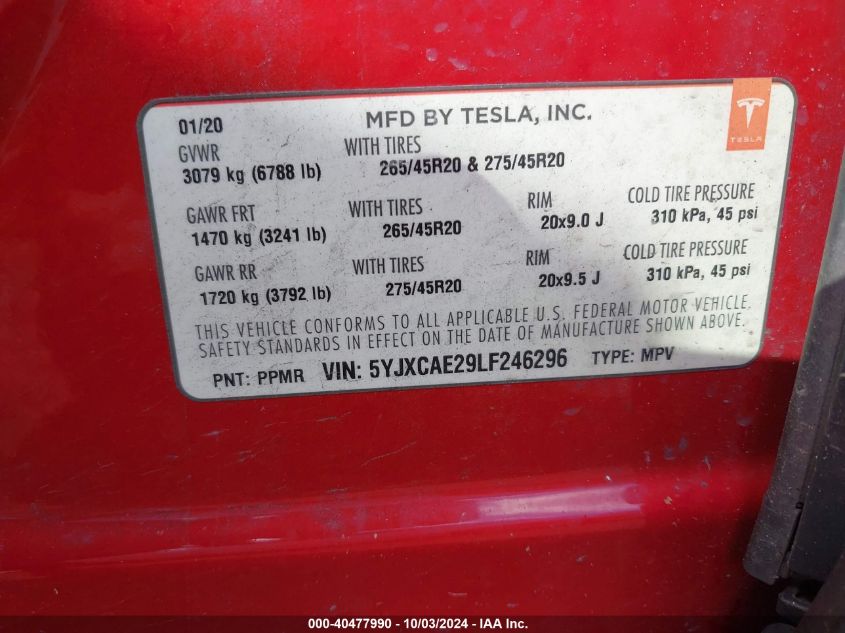 01/20 MFD BY TESLA, INC.
TESLA
GVWR WITH TIRES
3079 kg (6788 lb) 265/45R20 & 275/45R20
GAWR FRT WITH TIRES RIM COLD TIRE PRESSURE
1470 kg (3241 lb) 265/45R20 20x9.0 J 310 kPa, 45 psi
GAWR RR WITH TIRES RIM COLD TIRE PRESSURE
1720 kg (3792 lb) 275/45R20 20x9.5 J 310 kPa, 45 psi
THIS VEHICLE CONFORMS TO ALL APPLICABLE U.S. FEDERAL MOTOR VEHICLE
SAFETY STANDARDS IN EFFECT ON THE DATE OF MANUFACTURE SHOWN ABOVE.
PNT: PPMR VIN: 5YJXCAE29LF246296 TYPE: MPV
000-40477990 - 10/03/2024 - IAA Inc.